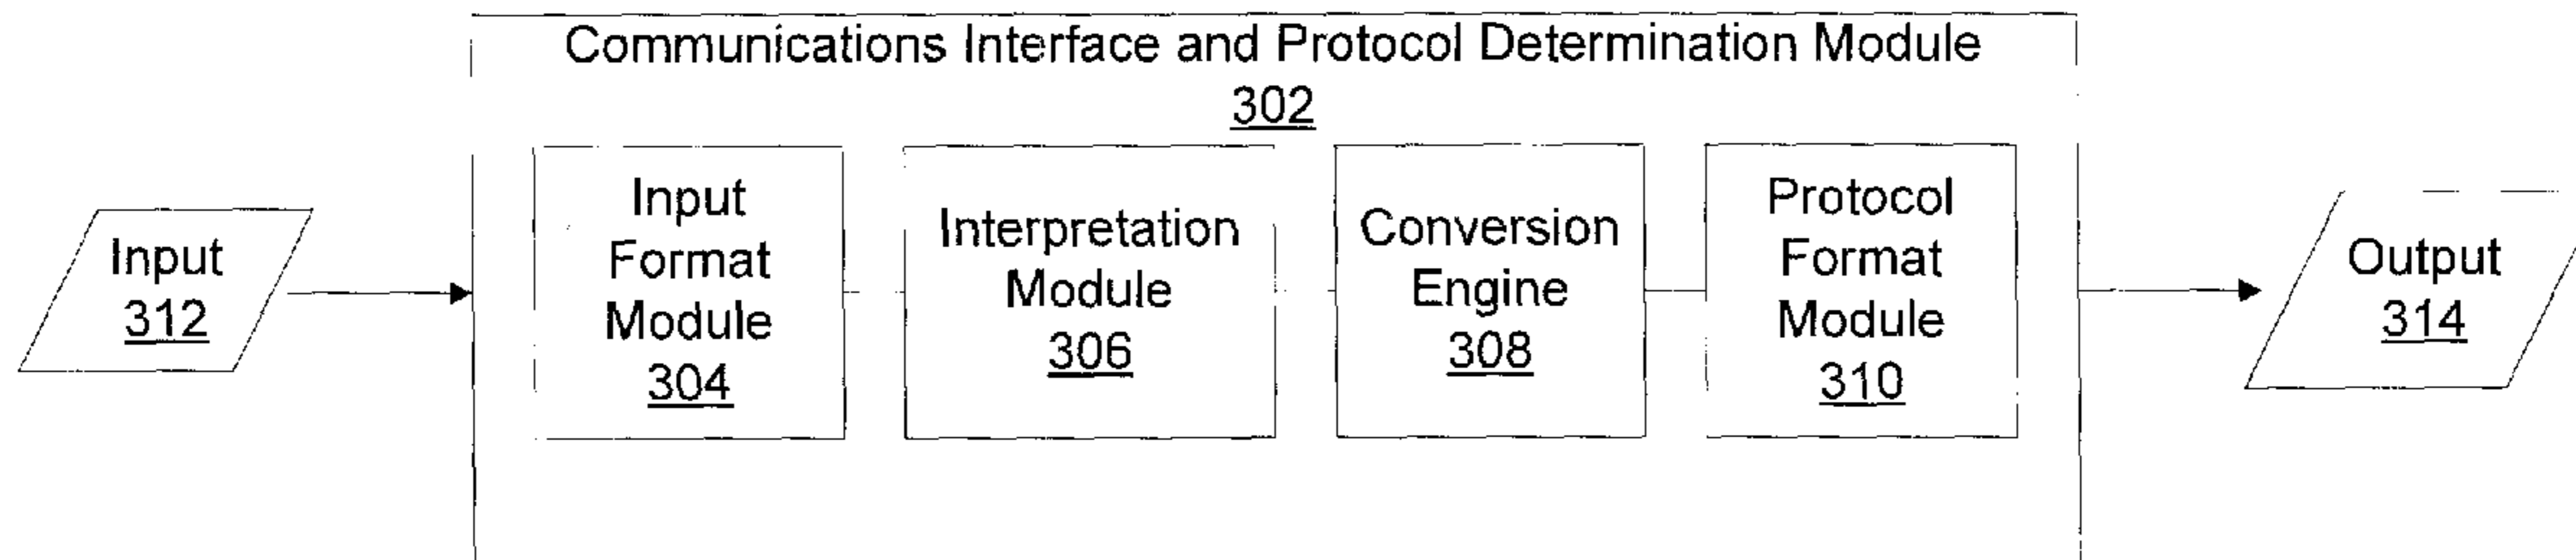 Communications Interface and Protocol Determination Module
302
Input
312
Input
Format
Module
304
Interpretation
Module
306
Conversion
Engine
308
Protocol
Format
Module
310
Output
314